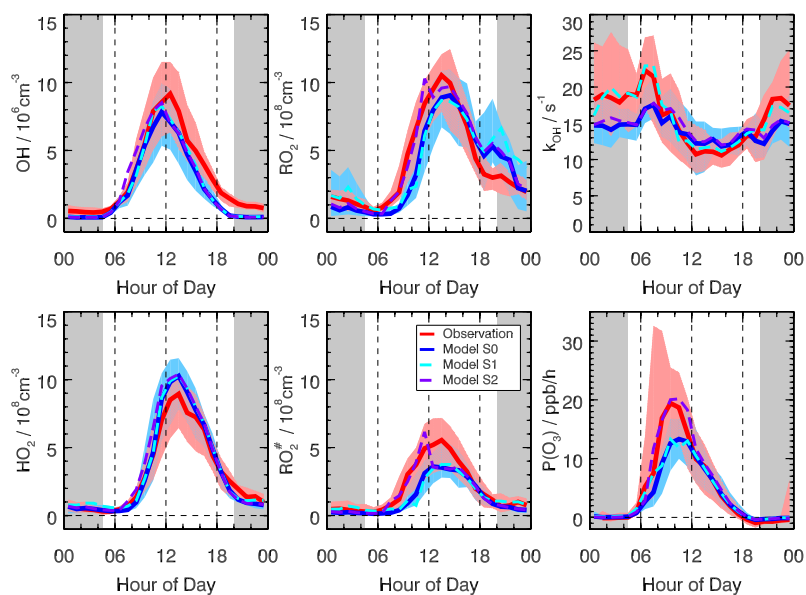 15
10
5
0
OH / 10⁶cm⁻³
00 06 12 18 00
Hour of Day
15
10
5
0
RO₂ / 10⁸cm⁻³
00 06 12 18 00
Hour of Day
30
25
20
15
10
5
0
k_OH / s⁻¹
00 06 12 18 00
Hour of Day
15
10
5
0
HO₂ / 10⁸cm⁻³
00 06 12 18 00
Hour of Day
15
10
5
0
RO₂^# / 10⁸cm⁻³
Observation
Model S0
Model S1
Model S2
00 06 12 18 00
Hour of Day
30
20
10
0
P(O₃) / ppb/h
00 06 12 18 00
Hour of Day